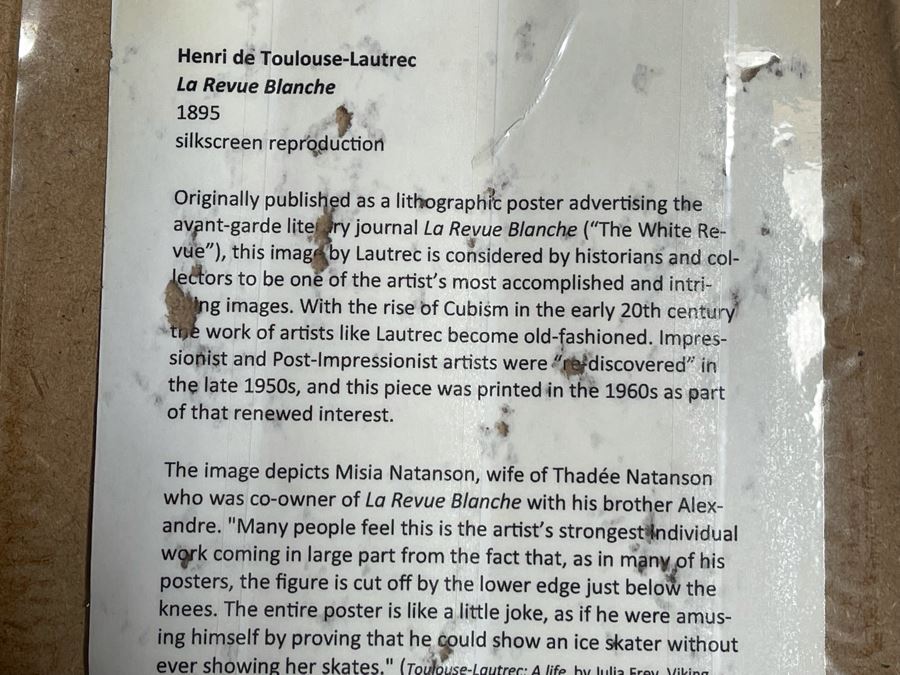 Henri de Toulouse-Lautrec
La Revue Blanche
1895
silkscreen reproduction
Originally published as a lithographic poster advertising the
avant-garde literary journal La Revue Blanche (“The White Re-
vue”), this image by Lautrec is considered by historians and col-
lectors to be one of the artist’s most accomplished and intri-
ng images. With the rise of Cubism in the early 20th century
the work of artists like Lautrec become old-fashioned. Impres-
sionist and Post-Impressionist artists were “re-discovered” in
the late 1950s, and this piece was printed in the 1960s as part
of that renewed interest.
The image depicts Misia Natanson, wife of Thadée Natanson
who was co-owner of La Revue Blanche with his brother Alex-
andre. "Many people feel this is the artist’s strongest individual
work coming in large part from the fact that, as in many of his
posters, the figure is cut off by the lower edge just below the
knees. The entire poster is like a little joke, as if he were amus-
ing himself by proving that he could show an ice skater without
ever showing her skates." (Toulouse-Lautrec: A life, by Julia Frey, Viking,